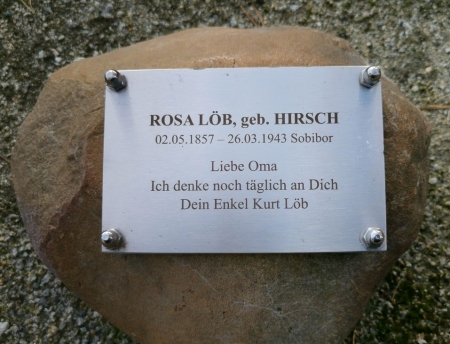 ROSA LÖB, geb. HIRSCH
02.05.1857 – 26.03.1943 Sobibor
Liebe Oma
Ich denke noch täglich an Dich
Dein Enkel Kurt Löb